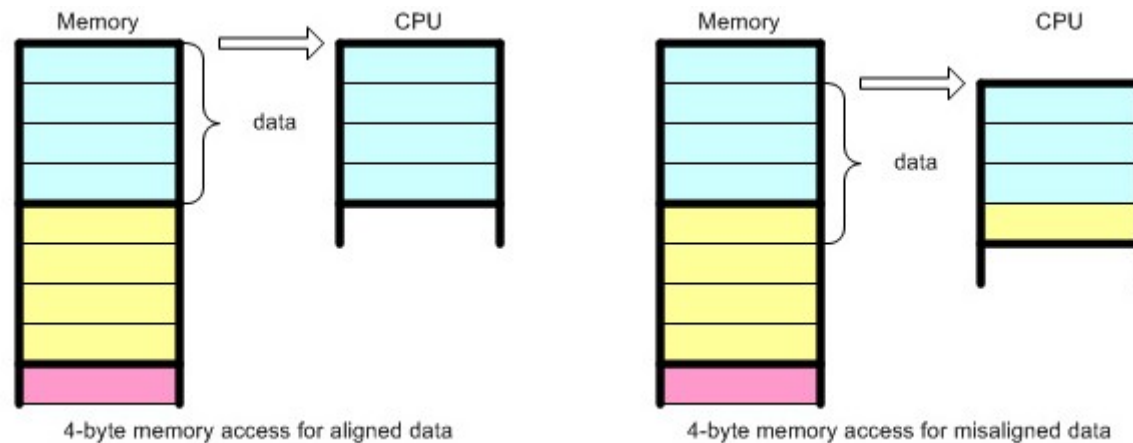 Memory
CPU
data
4-byte memory access for aligned data
Memory
CPU
data
4-byte memory access for misaligned data